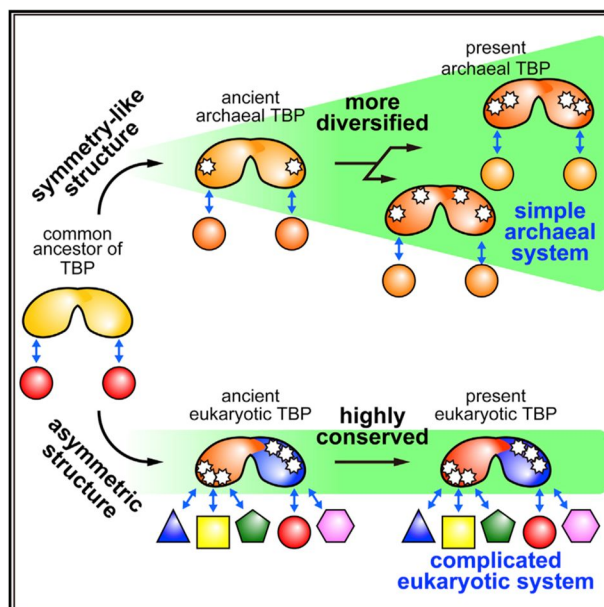 symmetry-like
structure
ancient
archaeal TBP
more
diversified
present
archaeal TBP
simple
archaeal
system
common
ancestor of
TBP
asymmetric
structure
ancient
eukaryotic TBP
highly
conserved
present
eukaryotic TBP
complicated
eukaryotic system